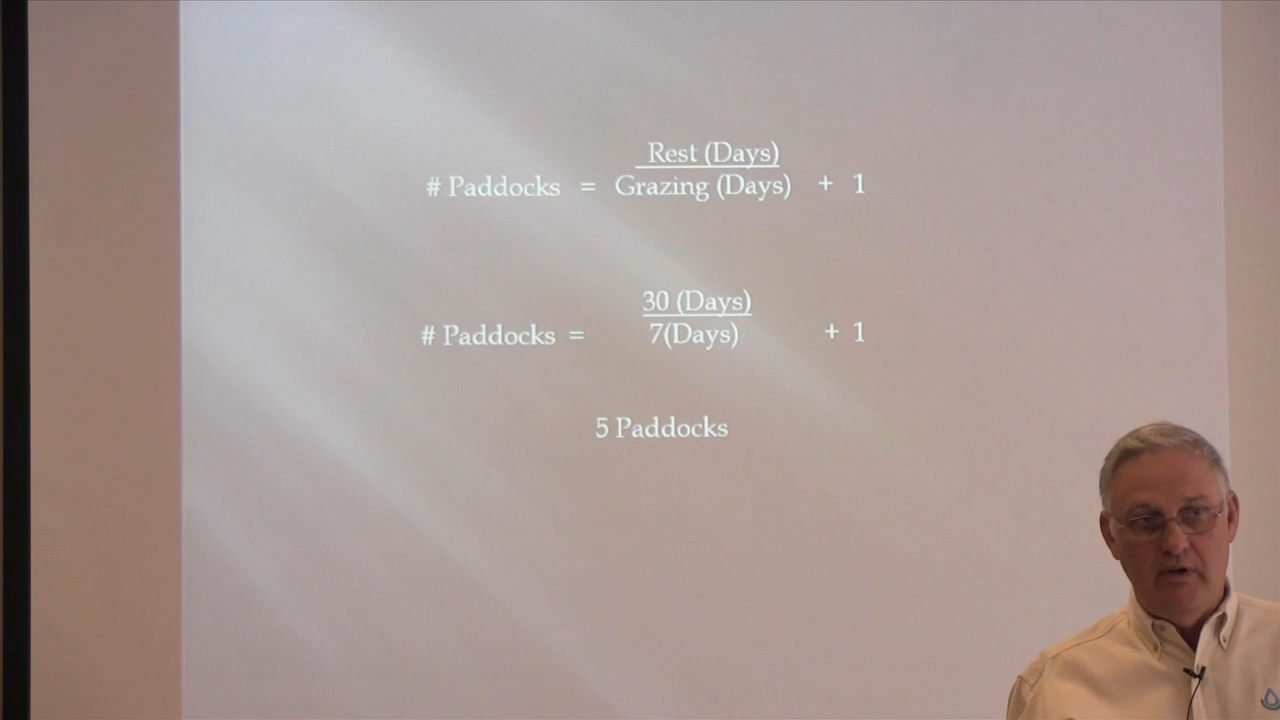 Rest (Days)
# Paddocks = Grazing (Days) + 1
30 (Days)
# Paddocks = 7(Days) + 1
5 Paddocks